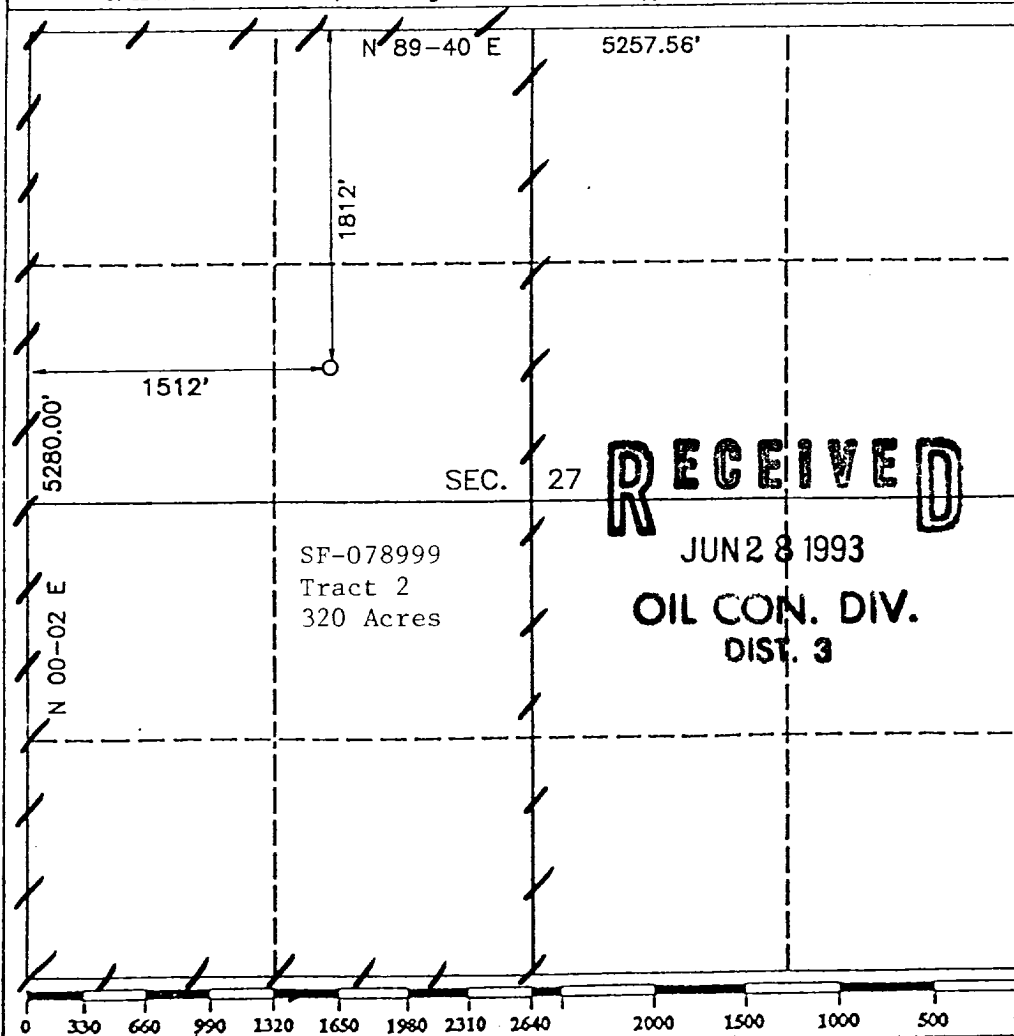 N 89-40 E 5257.56'
1812'
1512'
5280.00'
SEC. 27
RECEIVED
JUN 28 1993
OIL CON. DIV.
DIST. 3
SF-078999
Tract 2
320 Acres
N 00-02 E
0 330 660 990 1320 1650 1980 2310 2640 2000 1500 1000 500